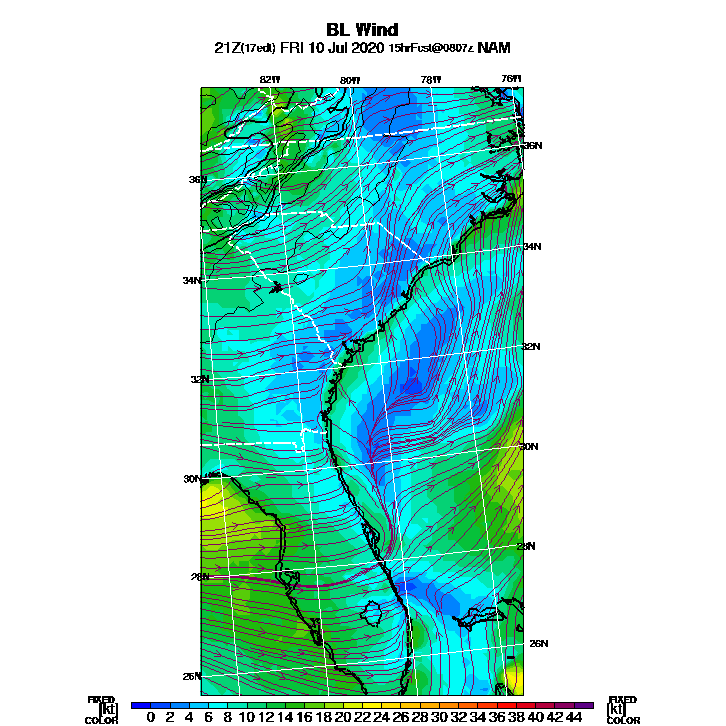 BL Wind
21Z(17edt) FRI 10 Jul 2020 15hrFcst@0807z NAM
82W 80W 78W 76W
36N
36N
34N
34N
32N
32N
30N
30N
28N
28N
26N
26N
FIXED [kt] COLOR
0 2 4 6 8 10 12 14 16 18 20 22 24 26 28 30 32 34 36 38 40 42 44
FIXED [kt] COLOR